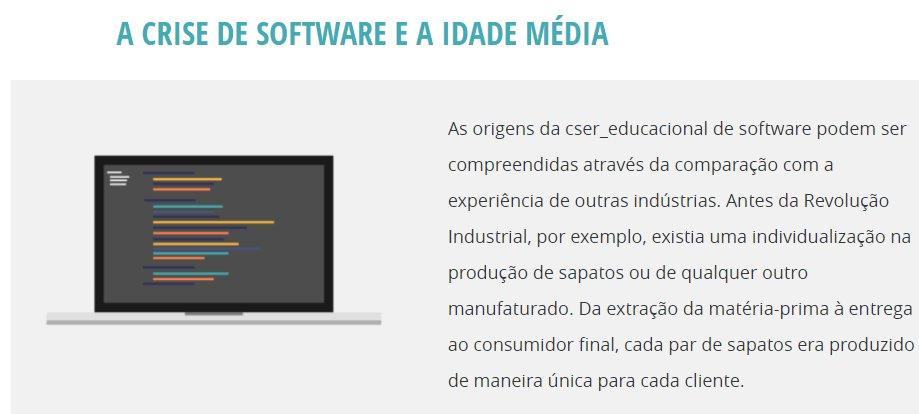 A CRISE DE SOFTWARE E A IDADE MÉDIA
As origens da cser_educacional de software podem ser
compreendidas através da comparação com a
experiência de outras indústrias. Antes da Revolução
Industrial, por exemplo, existia uma individualização na
produção de sapatos ou de qualquer outro
manufaturado. Da extração da matéria-prima à entrega
ao consumidor final, cada par de sapatos era produzido
de maneira única para cada cliente.